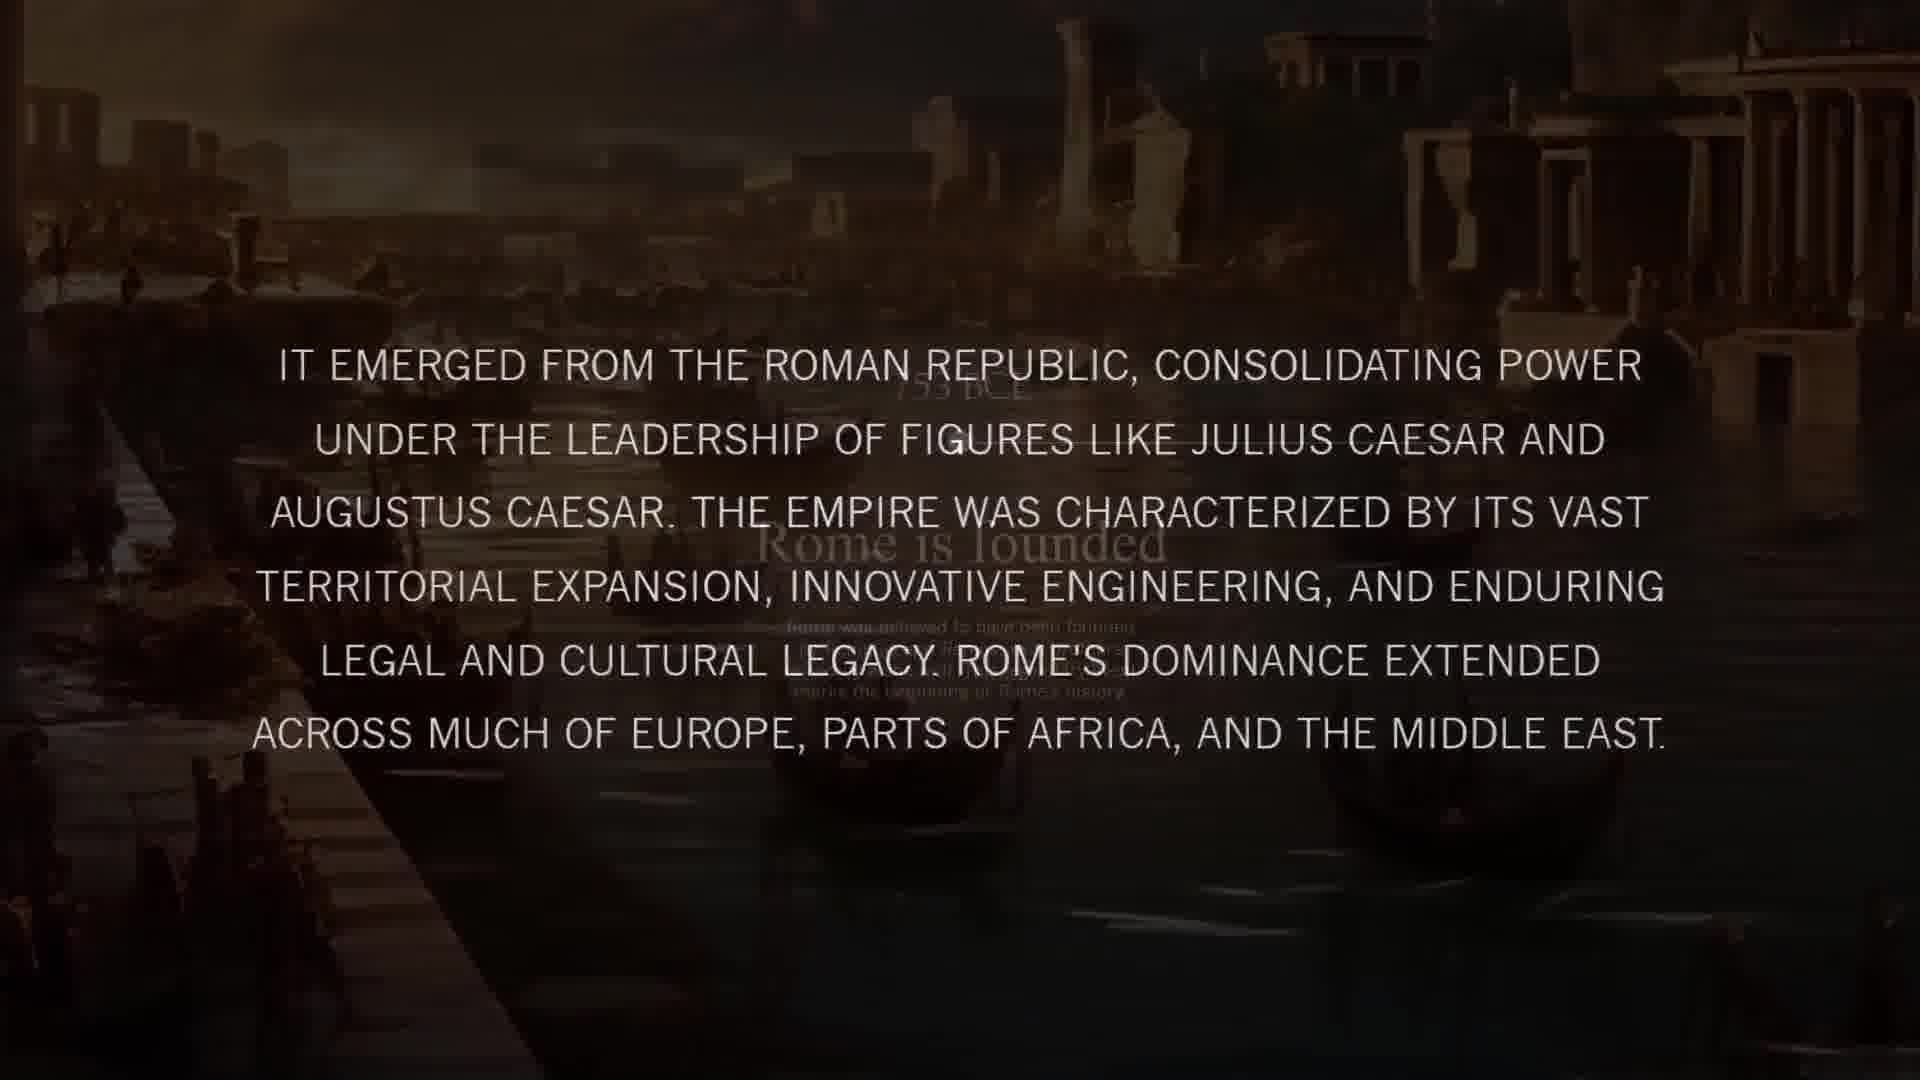 IT EMERGED FROM THE ROMAN REPUBLIC, CONSOLIDATING POWER
753 BCE
UNDER THE LEADERSHIP OF FIGURES LIKE JULIUS CAESAR AND
AUGUSTUS CAESAR. THE EMPIRE WAS CHARACTERIZED BY ITS VAST
Rome is founded
TERRITORIAL EXPANSION, INNOVATIVE ENGINEERING, AND ENDURING
Rome was believed to have been founded
LEGAL AND CULTURAL LEGACY. ROME'S DOMINANCE EXTENDED
marks the beginning of Rome's history.
ACROSS MUCH OF EUROPE, PARTS OF AFRICA, AND THE MIDDLE EAST.